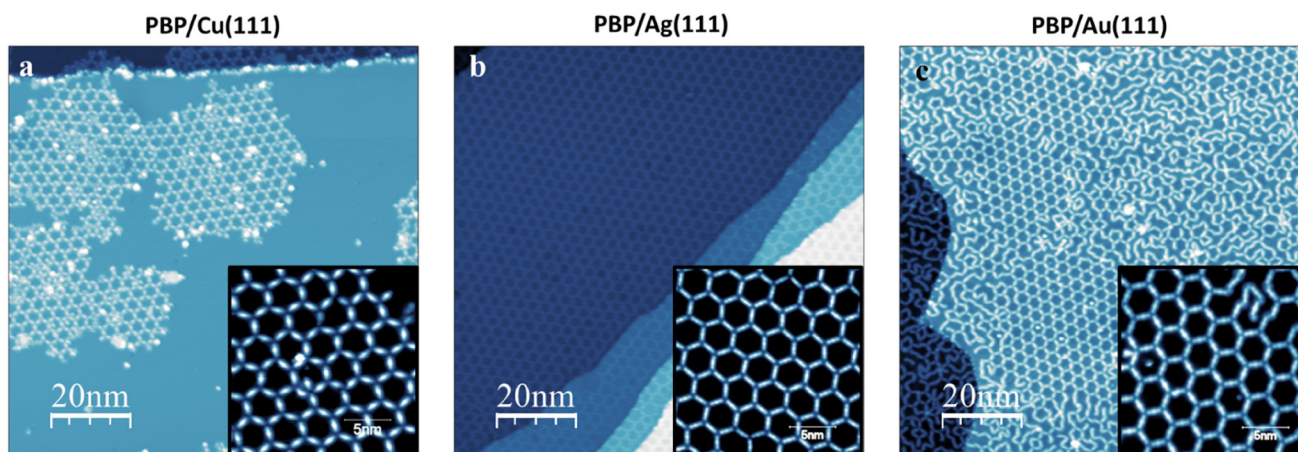 PBP/Cu(111)
PBP/Ag(111)
PBP/Au(111)
a
b
c
20nm
5nm
20nm
5nm
20nm
5nm